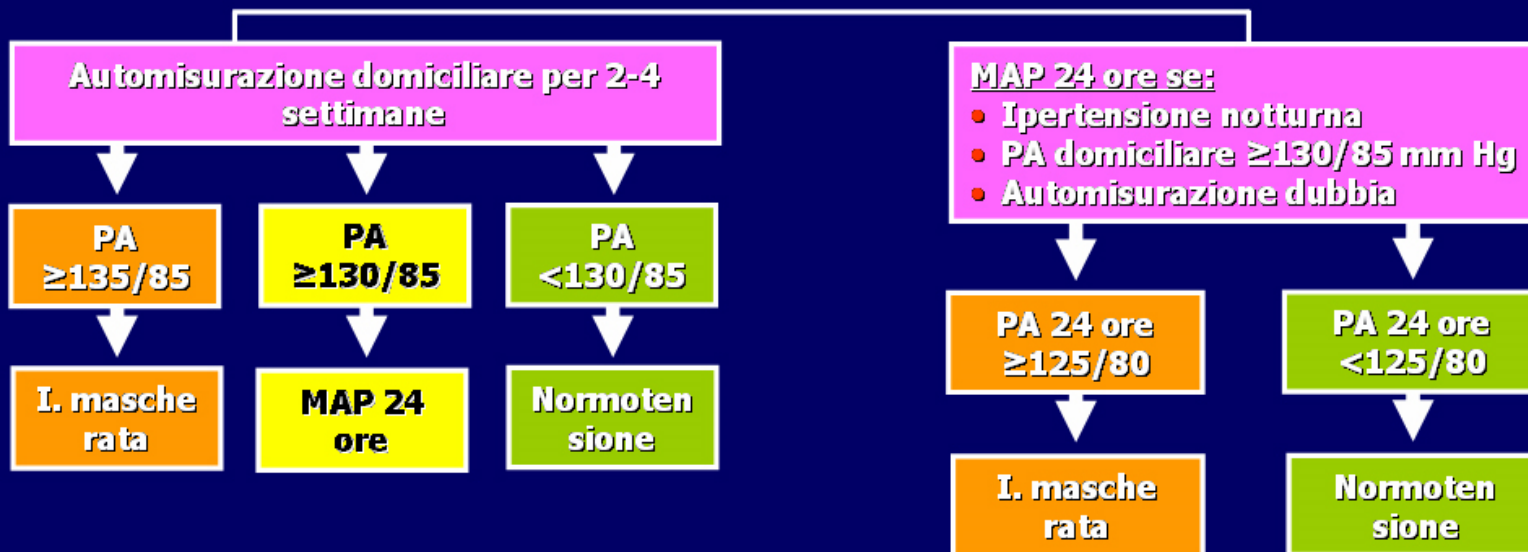 Automisurazione domiciliare per 2-4
settimane
PA
≥135/85
PA
≥130/85
PA
<130/85
I. masche
rata
MAP 24
ore
Normoten
sione
MAP 24 ore se:
• Ipertensione notturna
• PA domiciliare ≥130/85 mm Hg
• Automisurazione dubbia
PA 24 ore
≥125/80
PA 24 ore
<125/80
I. masche
rata
Normoten
sione